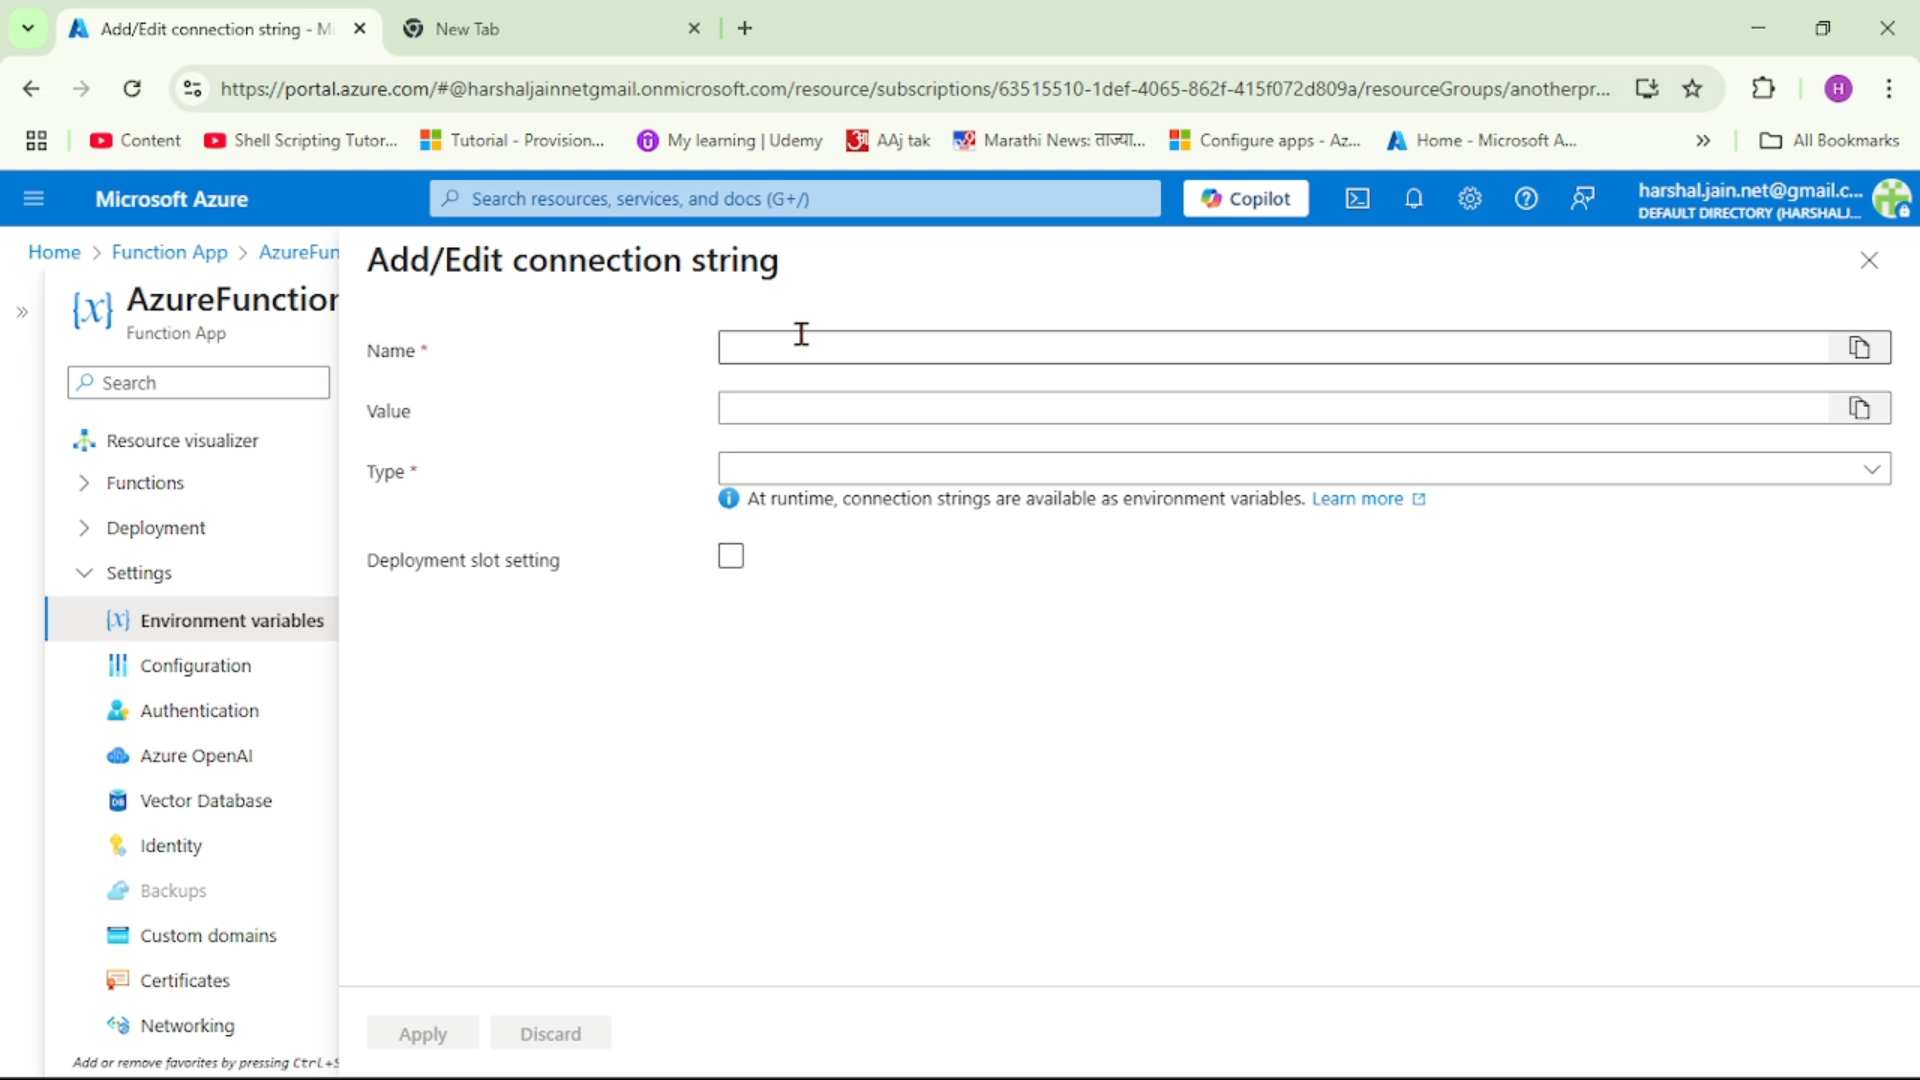 Add/Edit connection string - Mi
New Tab
https://portal.azure.com/#@harshaljainnetgmail.onmicrosoft.com/resource/subscriptions/63515510-1def-4065-862f-415f072d809a/resourceGroups/anotherpr...
H
Content
Shell Scripting Tutor...
Tutorial - Provision...
My learning | Udemy
AAj tak
Marathi News: ताज्या...
Configure apps - Az...
Home - Microsoft A...
All Bookmarks
Microsoft Azure
Search resources, services, and docs (G+/)
Copilot
harshal.jain.net@gmail.c...
DEFAULT DIRECTORY (HARSHALJ...
Home > Function App > AzureFun
AzureFunction
Function App
Search
Resource visualizer
Functions
Deployment
Settings
Environment variables
Configuration
Authentication
Azure OpenAI
Vector Database
Identity
Backups
Custom domains
Certificates
Networking
Add or remove favorites by pressing Ctrl+S
Add/Edit connection string
Name *
Value
Type *
At runtime, connection strings are available as environment variables. Learn more
Deployment slot setting
Apply
Discard